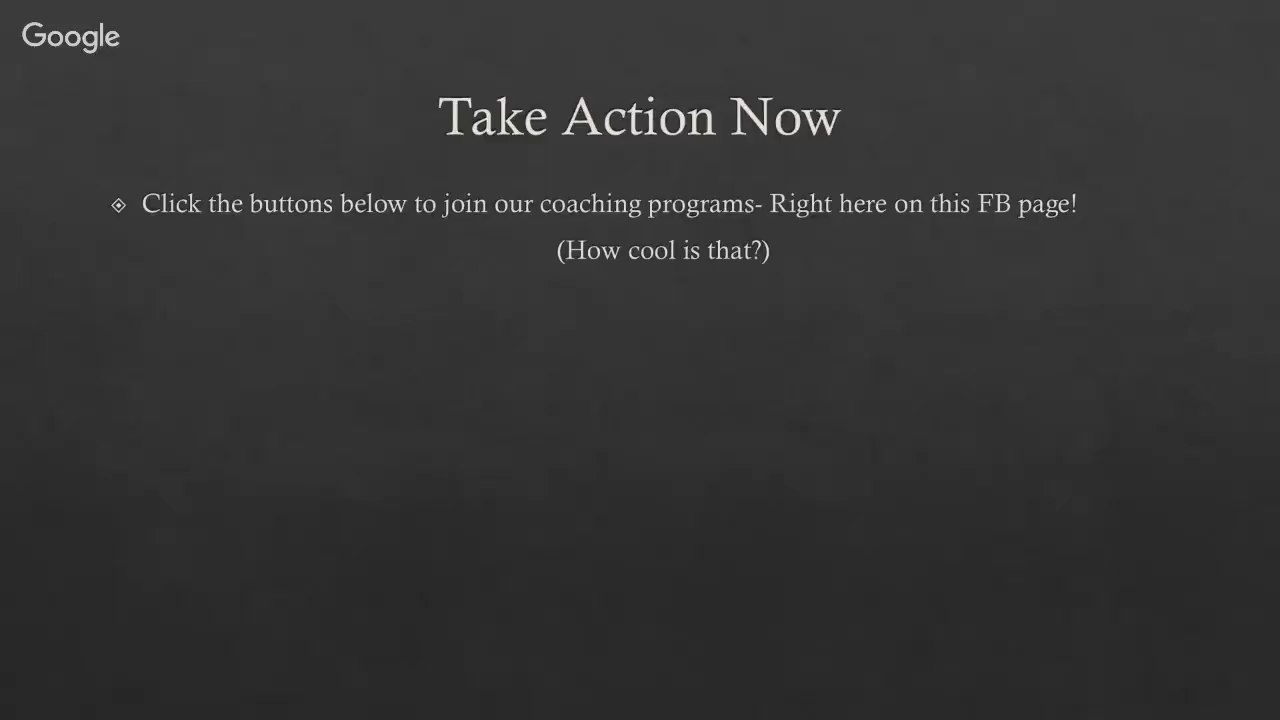 Google
Take Action Now
Click the buttons below to join our coaching programs- Right here on this FB page!
(How cool is that?)